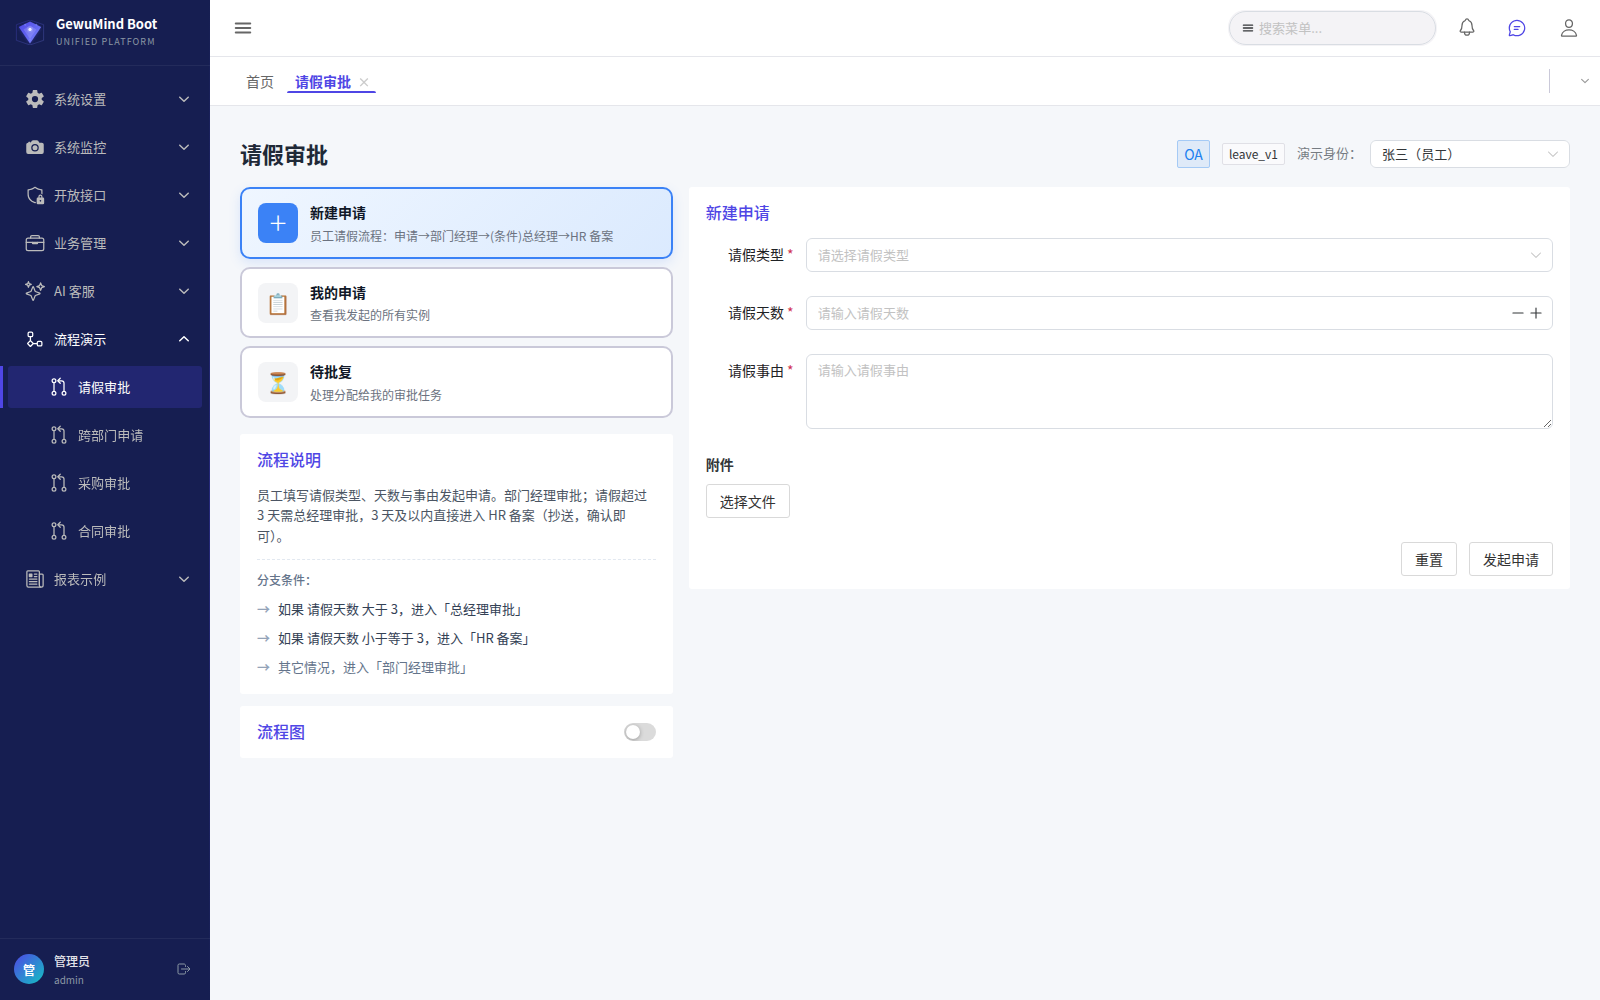 GewuMind Boot
UNIFIED PLATFORM
系统设置
系统监控
开放接口
业务管理
AI 客服
流程演示
请假审批
跨部门申请
采购审批
合同审批
报表示例
管
管理员
admin
搜索菜单...
首页
请假审批
请假审批
OA
leave_v1
演示身份：
张三（员工）
新建申请
员工请假流程：申请→部门经理→(条件)总经理→HR 备案
我的申请
查看我发起的所有实例
待批复
处理分配给我的审批任务
流程说明
员工填写请假类型、天数与事由发起申请。部门经理审批；请假超过
3 天需总经理审批，3 天及以内直接进入 HR 备案（抄送，确认即
可）。
分支条件：
→ 如果 请假天数 大于 3，进入「总经理审批」
→ 如果 请假天数 小于等于 3，进入「HR 备案」
→ 其它情况，进入「部门经理审批」
流程图
新建申请
请假类型 *
请选择请假类型
请假天数 *
请输入请假天数
请假事由 *
请输入请假事由
附件
选择文件
重置
发起申请